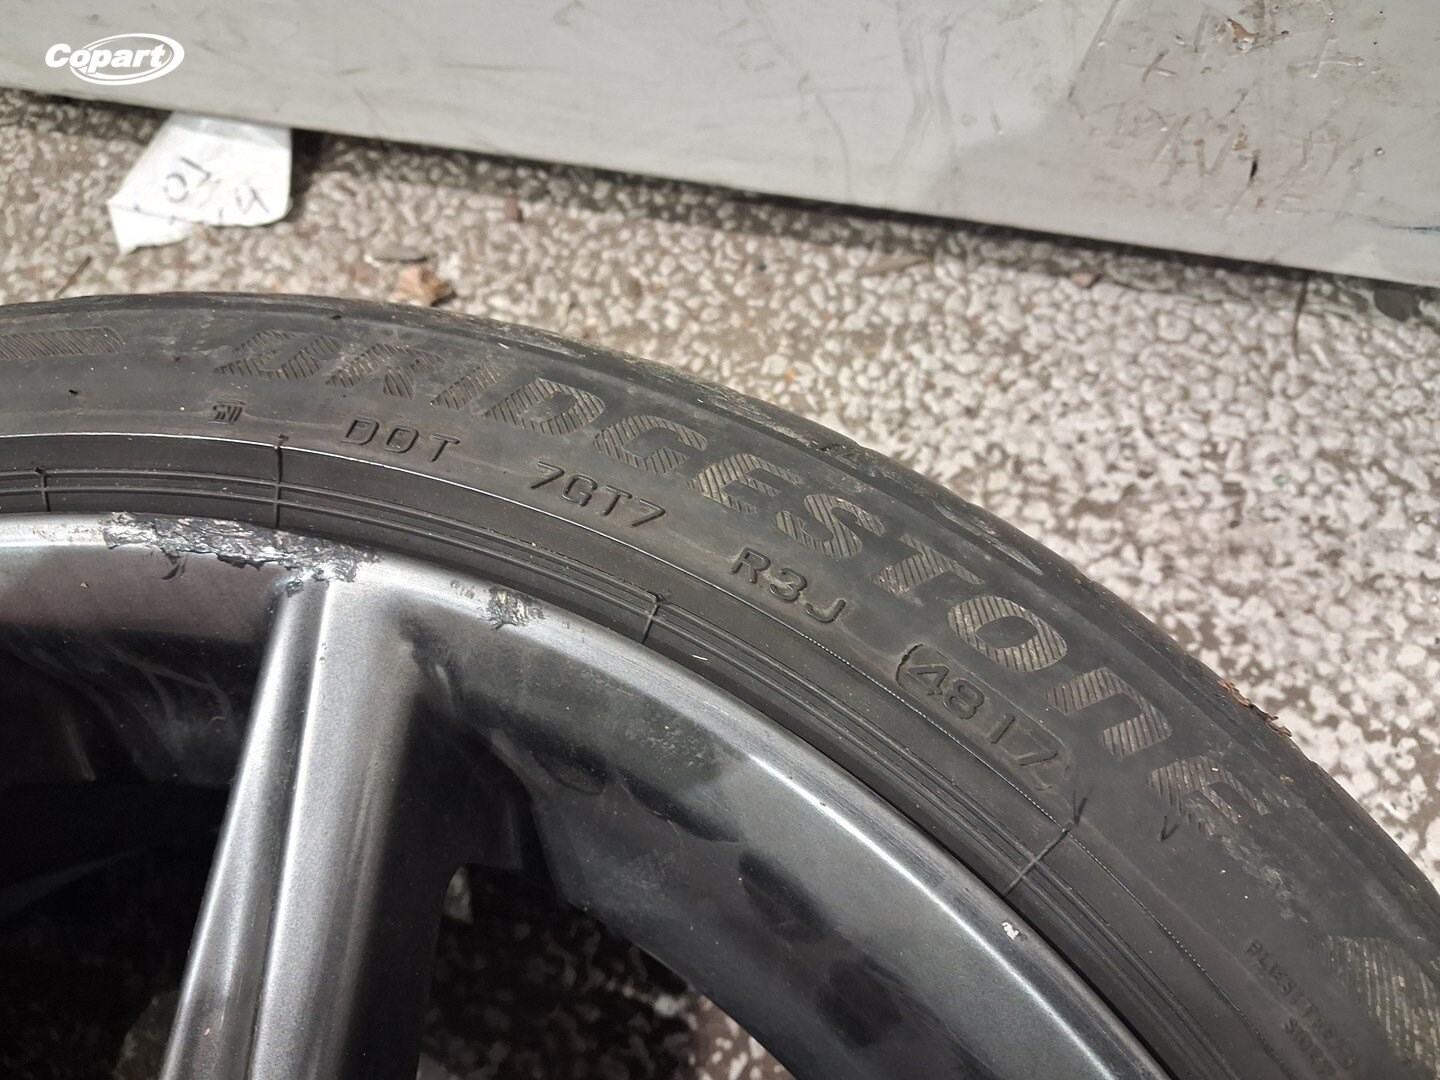 Copart
BRIDGESTONE
DOT 7GT7 R3J 4817